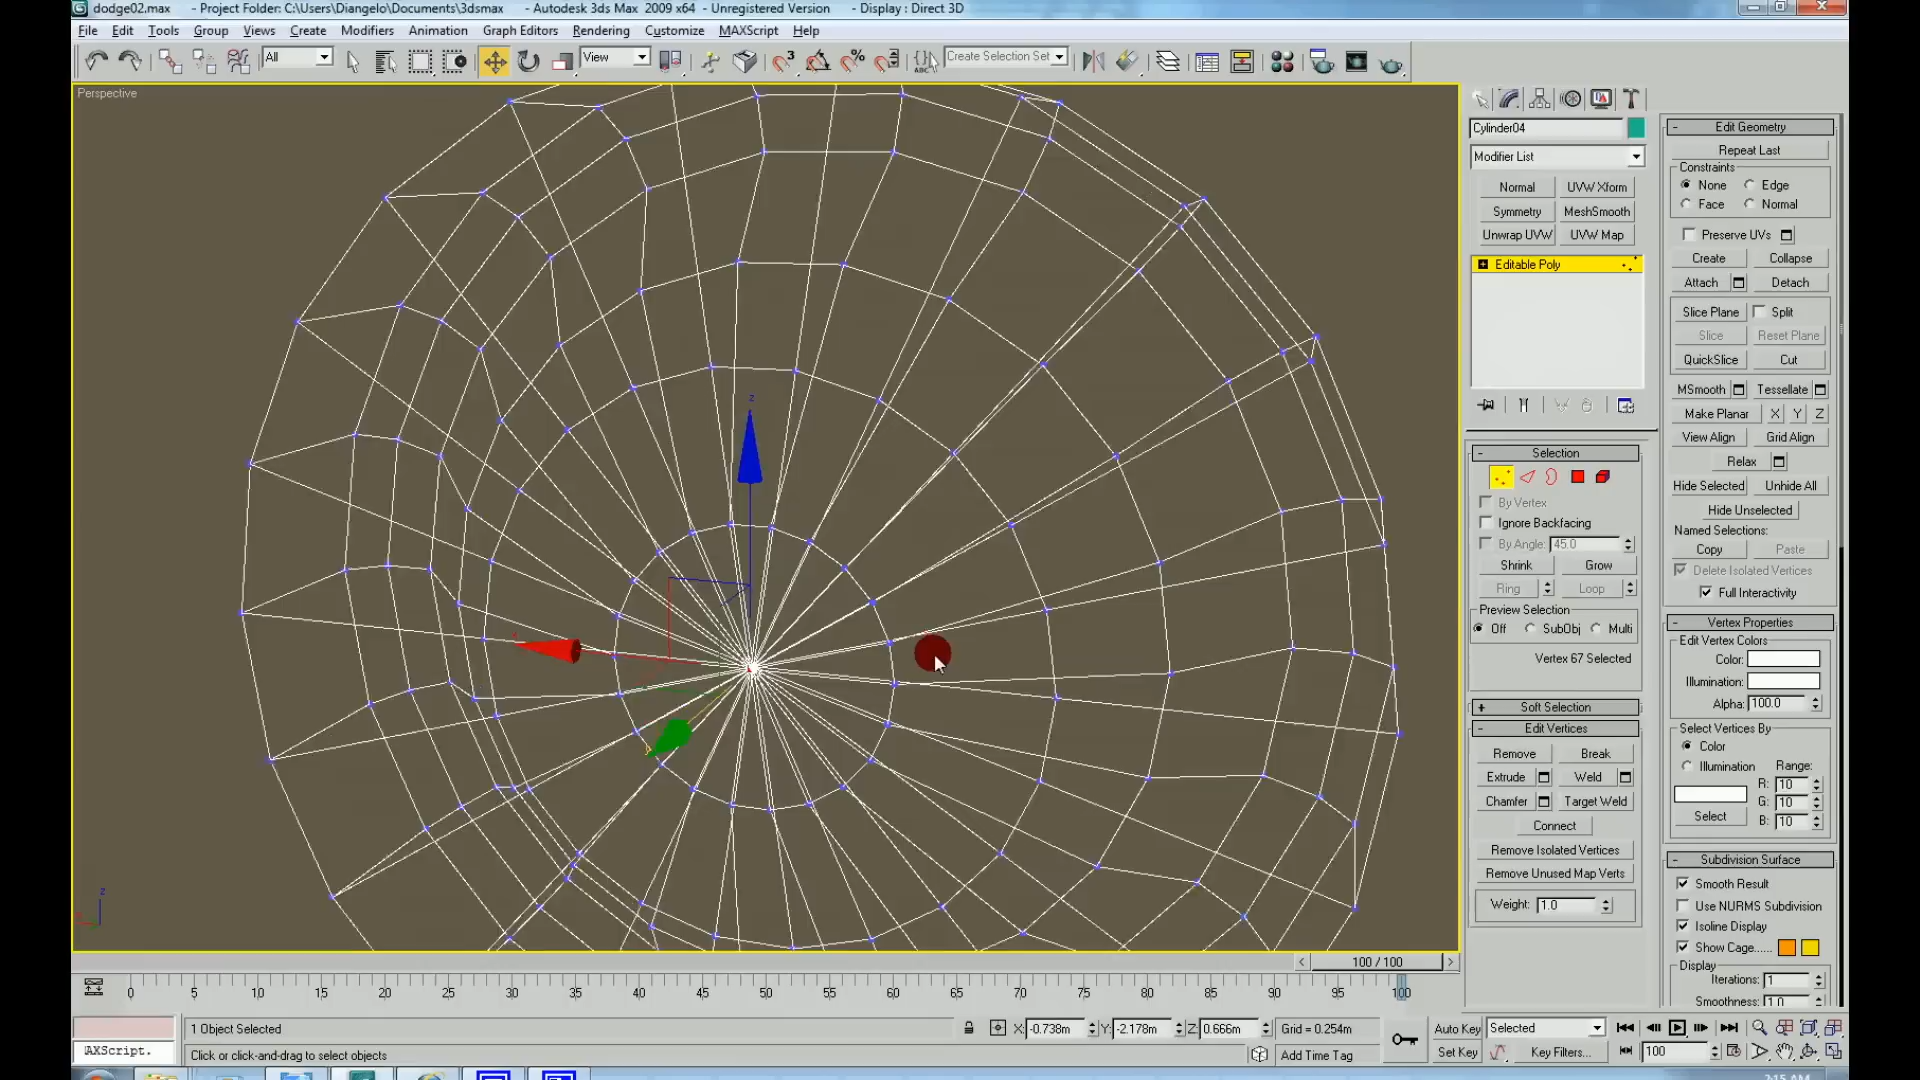 dodge02.max - Project Folder: C:\Users\Diangelo\Documents\3dsmax - Autodesk 3ds Max 2009 x64 - Unregistered Version - Display : Direct 3D
File Edit Tools Group Views Create Modifiers Animation Graph Editors Rendering Customize MAXScript Help
All View 3 % ABC Create Selection Set
Perspective
Cylinder04
Modifier List
Normal UVW Xform
Symmetry MeshSmooth
Unwrap UVW UVW Map
Editable Poly
Selection
By Vertex
Ignore Backfacing
By Angle: 45.0
Shrink Grow
Ring Loop
Preview Selection
Off SubObj Multi
Vertex 67 Selected
Soft Selection
Edit Vertices
Remove Break
Extrude Weld
Chamfer Target Weld
Connect
Remove Isolated Vertices
Remove Unused Map Verts
Weight: 1.0
Edit Geometry
Repeat Last
Constraints
None Edge
Face Normal
Preserve UVs
Create Collapse
Attach Detach
Slice Plane Split
Slice Reset Plane
QuickSlice Cut
MSmooth Tessellate
Make Planar X Y Z
View Align Grid Align
Relax
Hide Selected Unhide All
Hide Unselected
Named Selections:
Copy Paste
Delete Isolated Vertices
Full Interactivity
Vertex Properties
Edit Vertex Colors
Color:
Illumination:
Alpha: 100.0
Select Vertices By
Color
Illumination Range:
R: 10
G: 10
B: 10
Select
Subdivision Surface
Smooth Result
Use NURMS Subdivision
Isoline Display
Show Cage......
Display
Iterations: 1
Smoothness: 1.0
z
z
< 100 / 100 >
0 5 10 15 20 25 30 35 40 45 50 55 60 65 70 75 80 85 90 95 100
1 Object Selected X: -0.738m Y: -2.178m Z: 0.666m Grid = 0.254m Auto Key Selected
AXScript. Click or click-and-drag to select objects Add Time Tag Set Key Key Filters... 100
2:15 AM